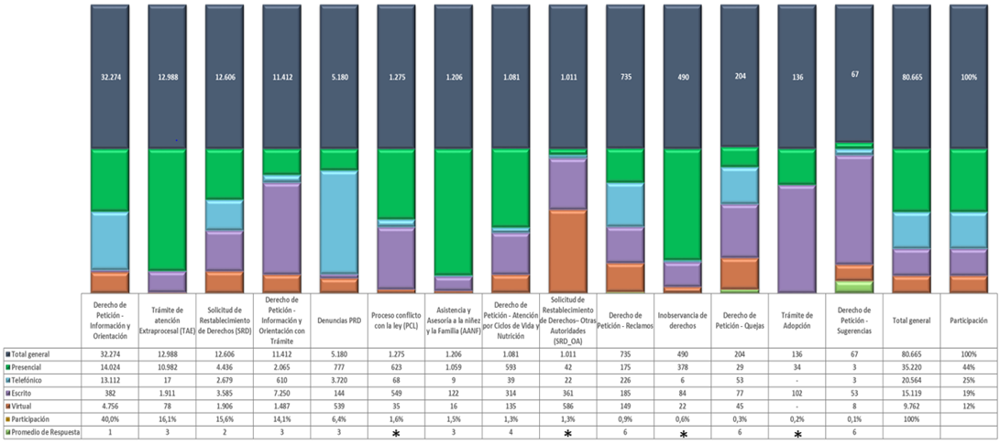 32.274 12.988 12.606 11.412 5.180 1.275 1.206 1.081 1.011 735 490 204 136 67 80.665 100%
Derecho de Petición - Información y Orientación
Trámite de atención Extraprocesal (TAE)
Solicitud de Restablecimiento de Derechos (SRD)
Derecho de Petición - Información y Orientación con Trámite
Denuncias PRD
Proceso conflicto con la ley (PCL)
Asistencia y Asesoría a la niñez y la Familia (AANF)
Derecho de Petición - Atención por Ciclos de Vida y Nutrición
Solicitud de Restablecimiento de Derechos– Otras Autoridades (SRD_OA)
Derecho de Petición - Reclamos
Inobservancia de derechos
Derecho de Petición - Quejas
Trámite de Adopción
Derecho de Petición - Sugerencias
Total general
Participación
Total general 32.274 12.988 12.606 11.412 5.180 1.275 1.206 1.081 1.011 735 490 204 136 67 80.665 100%
Presencial 14.024 10.982 4.436 2.065 777 623 1.059 593 42 175 378 29 34 3 35.220 44%
Telefónico 13.112 17 2.679 610 3.720 68 9 39 22 226 6 53 - 3 20.564 25%
Escrito 382 1.911 3.585 7.250 144 549 122 314 361 185 84 77 102 53 15.119 19%
Virtual 4.756 78 1.906 1.487 539 35 16 135 586 149 22 45 - 8 9.762 12%
Participación 40,0% 16,1% 15,6% 14,1% 6,4% 1,6% 1,5% 1,3% 1,3% 0,9% 0,6% 0,3% 0,2% 0,1% 100%
Promedio de Respuesta 1 3 2 3 3 * 3 4 * 6 * 6 * 6